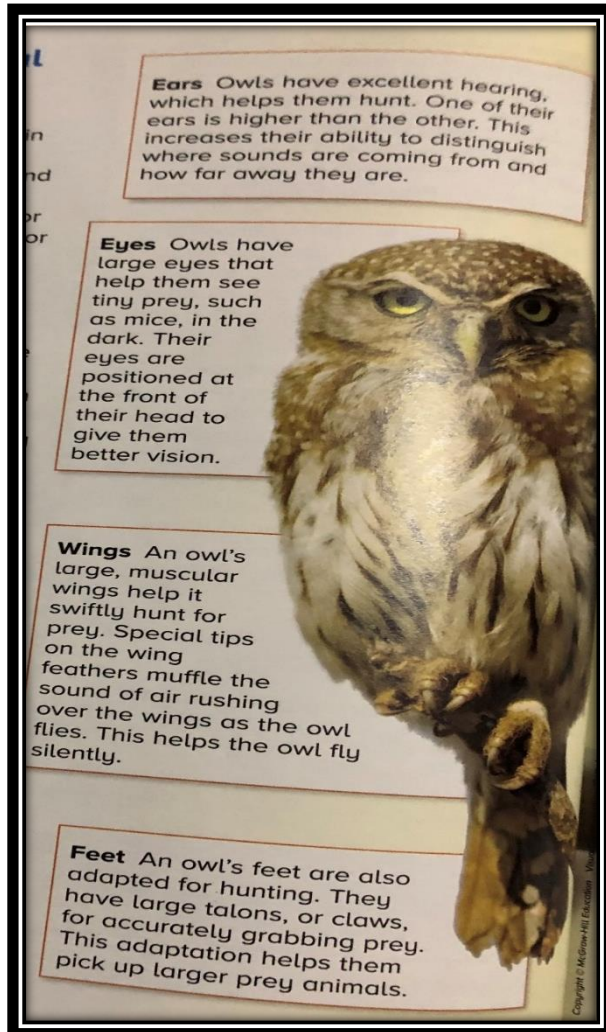 al
in
nd
or
or
Ears Owls have excellent hearing,
which helps them hunt. One of their
ears is higher than the other. This
increases their ability to distinguish
where sounds are coming from and
how far away they are.
Eyes Owls have
large eyes that
help them see
tiny prey, such
as mice, in the
dark. Their
eyes are
positioned at
the front of
their head to
give them
better vision.
Wings An owl's
large, muscular
wings help it
swiftly hunt for
prey. Special tips
on the wing
feathers muffle the
sound of air rushing
over the wings as the owl
flies. This helps the owl fly
silently.
Feet An owl's feet are also
adapted for hunting. They
have large talons, or claws,
for accurately grabbing prey.
This adaptation helps them
pick up larger prey animals.
Copyright © McGraw-Hill Education